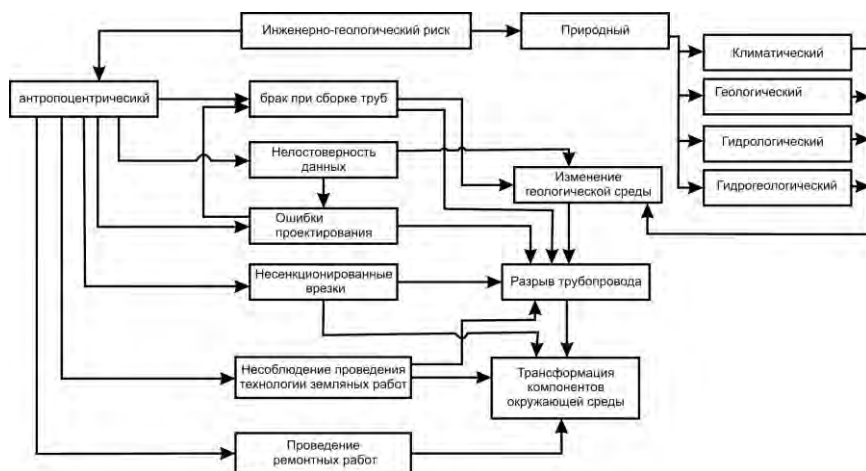 Инженерно-геологический риск
Природный
Климатический
антропоцентричесикй
брак при сборке труб
Геологический
Нелостоверность
данных
Гидрологический
Изменение
геологической среды
Гидрогеологический
Ошибки
проектирования
Несенкционированные
врезки
Разрыв трубопровода
Несоблюдение проведения
технологии земляных работ
Трансформация
компонентов
окружающей среды
Проведение
ремонтных работ